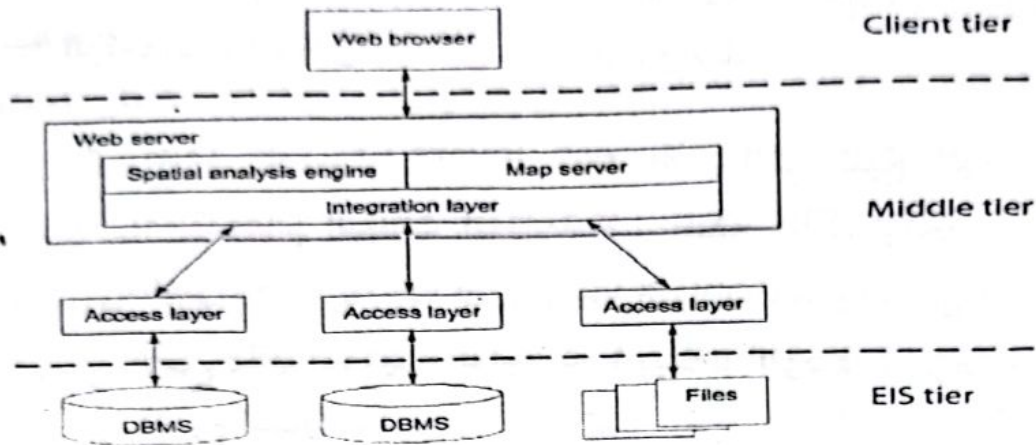 Web browser
Client tier
Web server
Spatial analysis engine
Map server
Integration layer
Middle tier
Access layer
Access layer
Access layer
DBMS
DBMS
Files
EIS tier